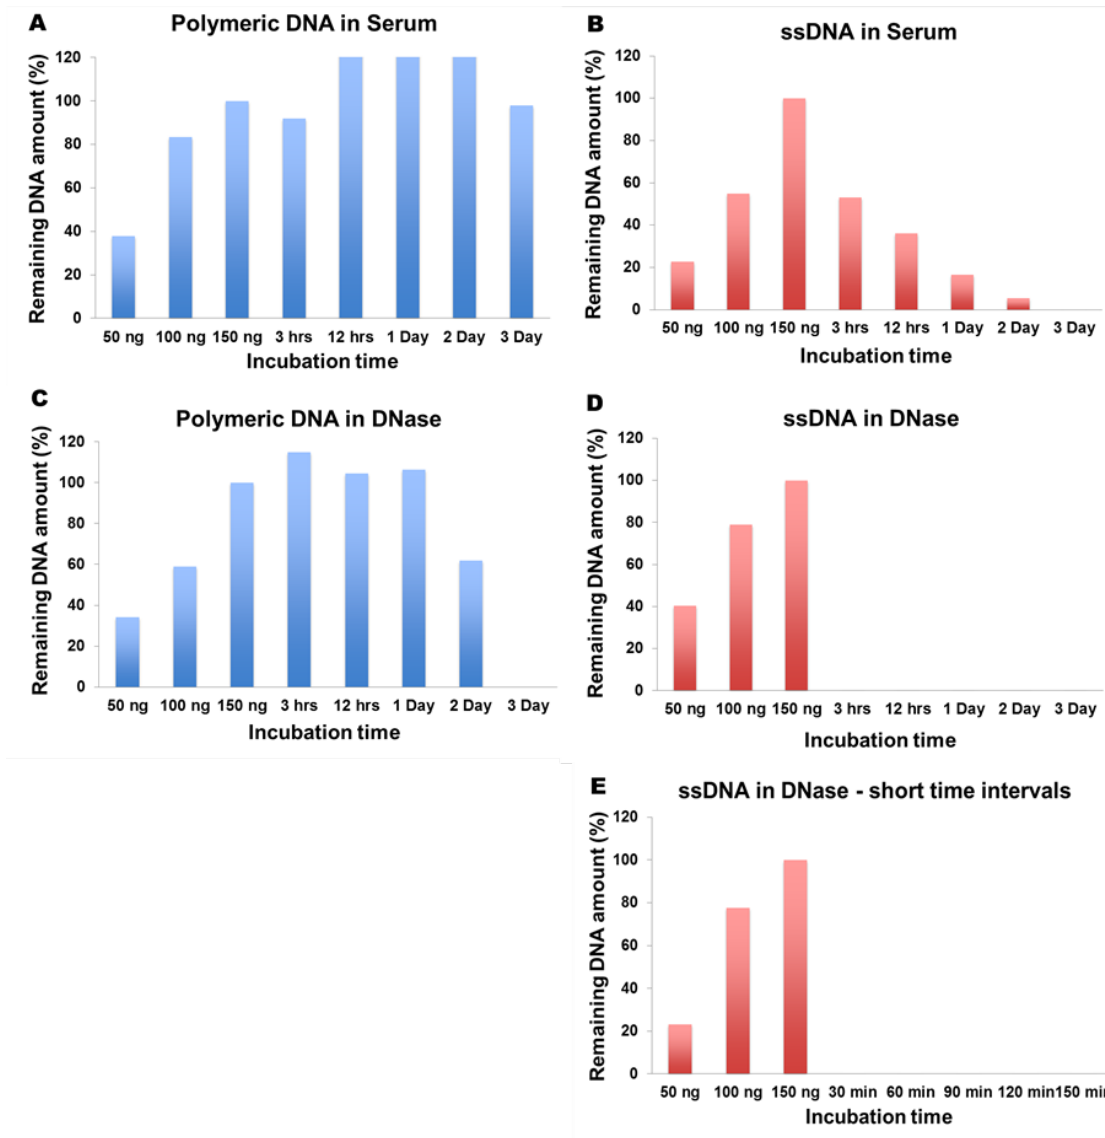 A
Polymeric DNA in Serum
Remaining DNA amount (%)
120
100
80
60
40
20
0
50 ng 100 ng 150 ng 3 hrs 12 hrs 1 Day 2 Day 3 Day
Incubation time
B
ssDNA in Serum
Remaining DNA amount (%)
120
100
80
60
40
20
0
50 ng 100 ng 150 ng 3 hrs 12 hrs 1 Day 2 Day 3 Day
Incubation time
C
Polymeric DNA in DNase
Remaining DNA amount (%)
120
100
80
60
40
20
0
50 ng 100 ng 150 ng 3 hrs 12 hrs 1 Day 2 Day 3 Day
Incubation time
D
ssDNA in DNase
Remaining DNA amount (%)
120
100
80
60
40
20
0
50 ng 100 ng 150 ng 3 hrs 12 hrs 1 Day 2 Day 3 Day
Incubation time
E
ssDNA in DNase - short time intervals
Remaining DNA amount (%)
120
100
80
60
40
20
0
50 ng 100 ng 150 ng 30 min 60 min 90 min 120 min 150 min
Incubation time